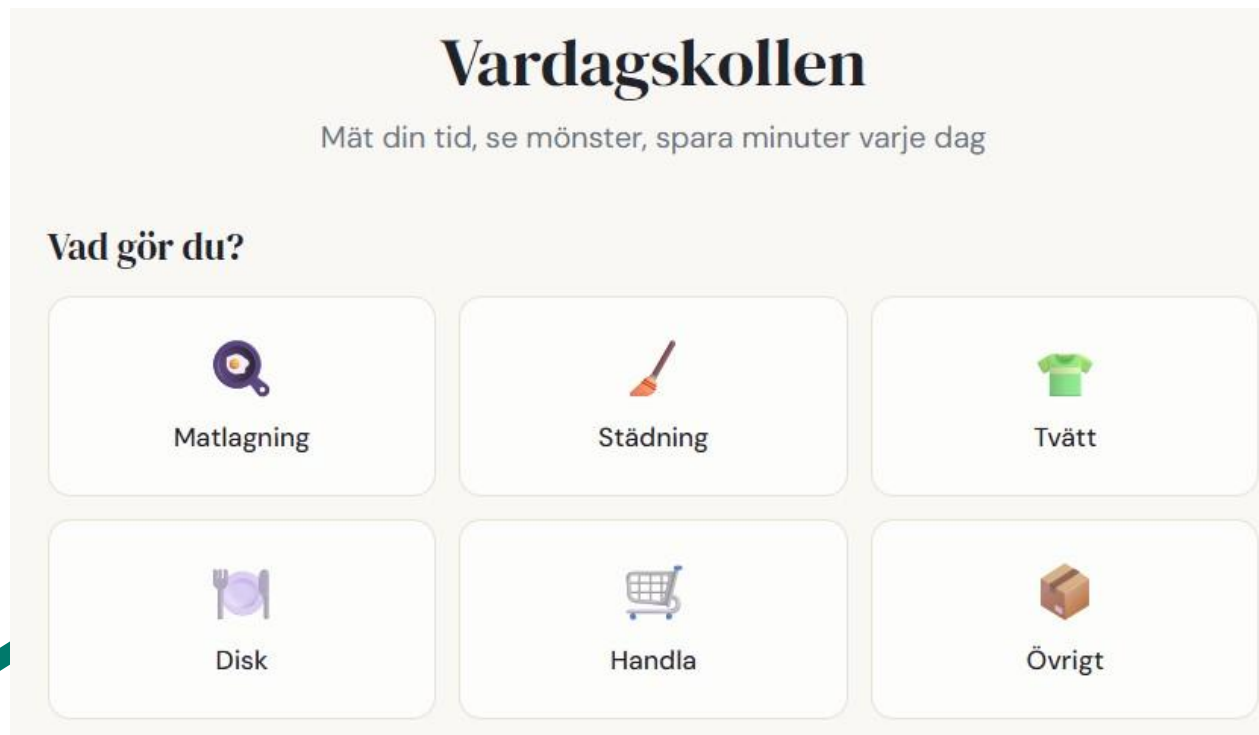 Vardagskollen
Mät din tid, se mönster, spara minuter varje dag
Vad gör du?
Matlagning
Städning
Tvätt
Disk
Handla
Övrigt